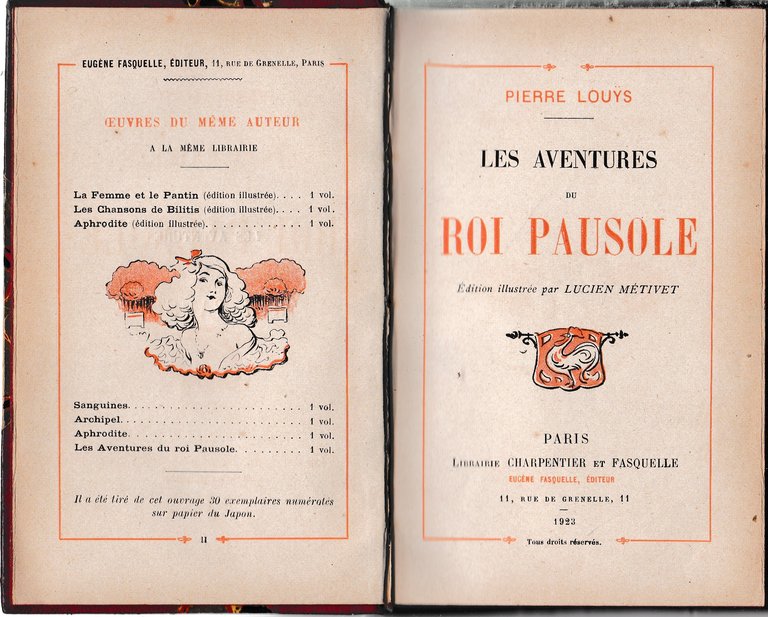 EUGÈNE FASQUELLE, ÉDITEUR, 11, RUE DE GRENELLE, PARIS
ŒUVRES DU MÊME AUTEUR
A LA MÊME LIBRAIRIE
La Femme et le Pantin (édition illustrée).... 1 vol.
Les Chansons de Bilitis (édition illustrée).... 1 vol.
Aphrodite (édition illustrée)............. 1 vol.
Sanguines......................... 1 vol.
Archipel.......................... 1 vol.
Aphrodite......................... 1 vol.
Les Aventures du roi Pausole......... 1 vol.
Il a été tiré de cet ouvrage 30 exemplaires numérotés
sur papier du Japon.
II
PIERRE LOUŸS
LES AVENTURES
DU
ROI PAUSOLE
Édition illustrée par LUCIEN MÉTIVET
PARIS
LIBRAIRIE CHARPENTIER ET FASQUELLE
EUGÈNE FASQUELLE, ÉDITEUR
11, RUE DE GRENELLE, 11
1923
Tous droits réservés.